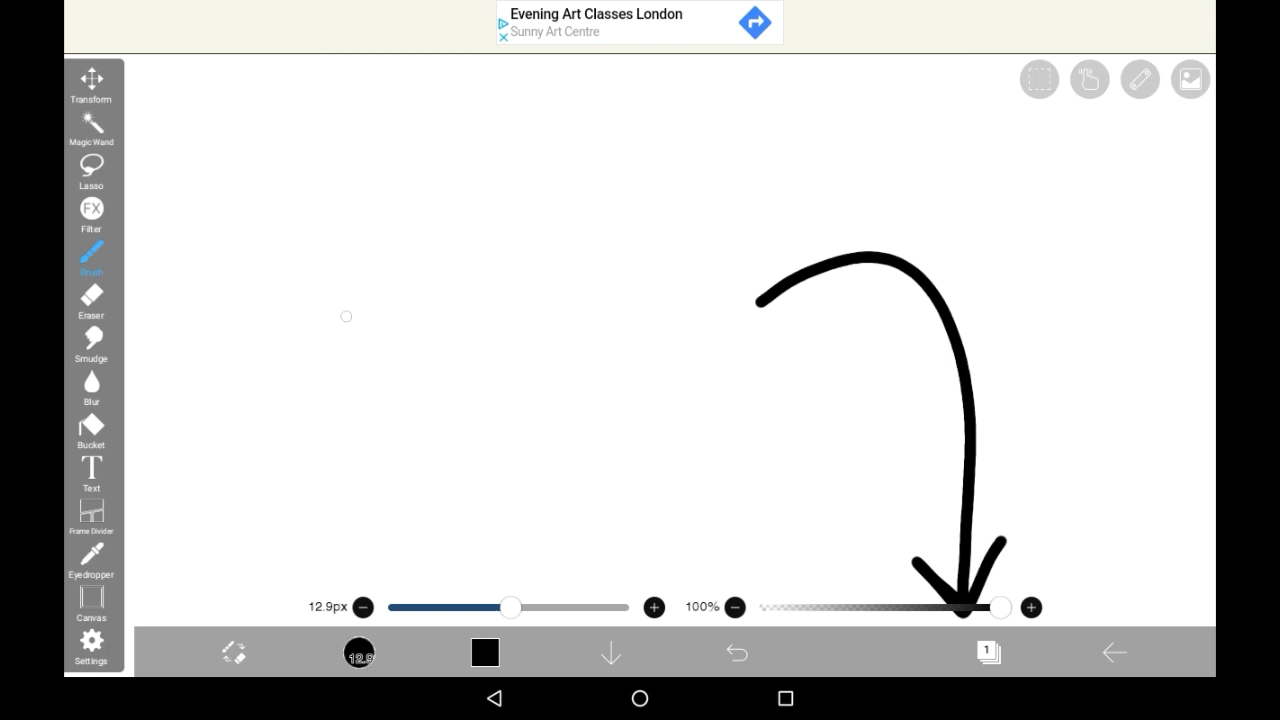 Evening Art Classes London
Sunny Art Centre
Transform
Magic Wand
Lasso
FX
Filter
Brush
Eraser
Smudge
Blur
Bucket
T
Text
Frame Divider
Eyedropper
Canvas
Settings
12.9px
100%
12.9
1